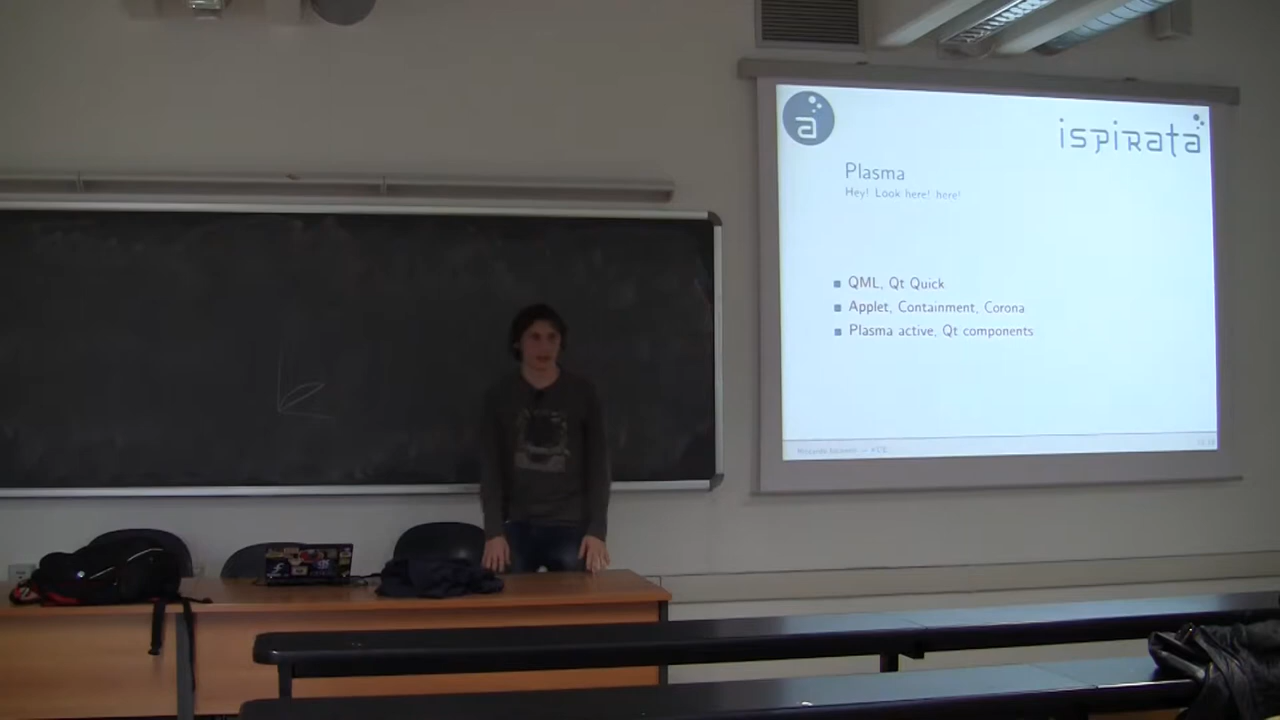 a
ispirata
Plasma
Hey! Look here! here!
QML, Qt Quick
Applet, Containment, Corona
Plasma active, Qt components